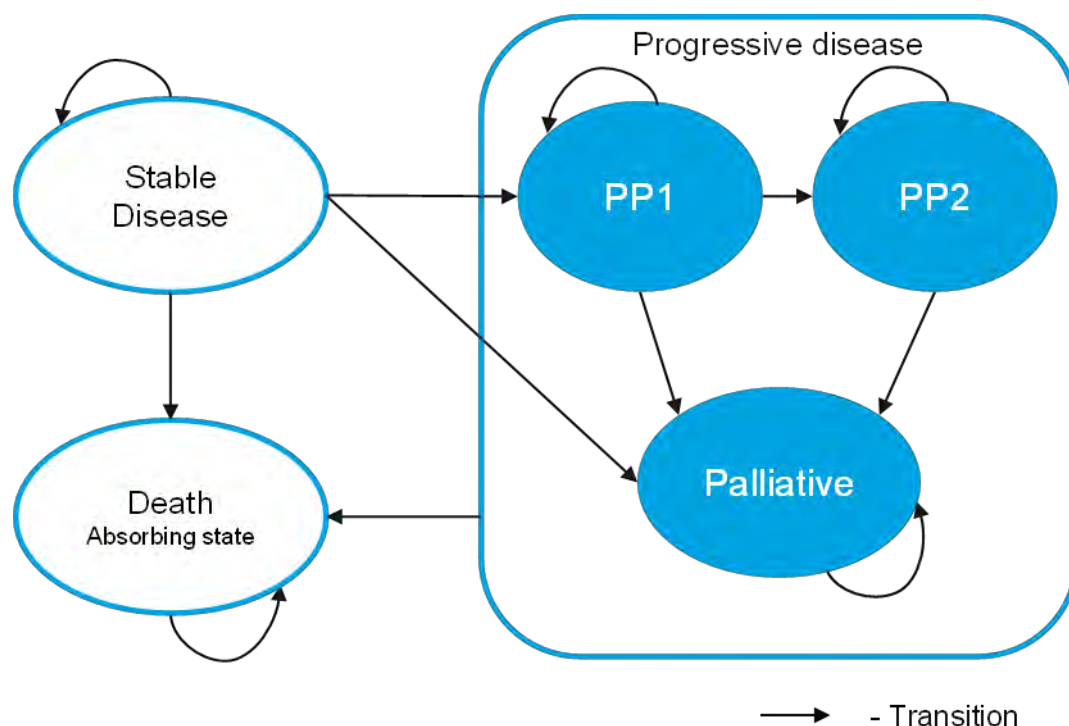 Progressive disease
Stable
Disease
PP1
PP2
Death
Absorbing state
Palliative
- Transition